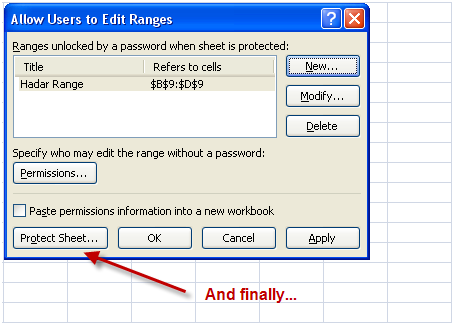 Allow Users to Edit Ranges
Ranges unlocked by a password when sheet is protected:
Title Refers to cells
Hadar Range $B$9:$D$9
New...
Modify...
Delete
Specify who may edit the range without a password:
Permissions...
Paste permissions information into a new workbook
Protect Sheet... OK Cancel Apply
And finally...